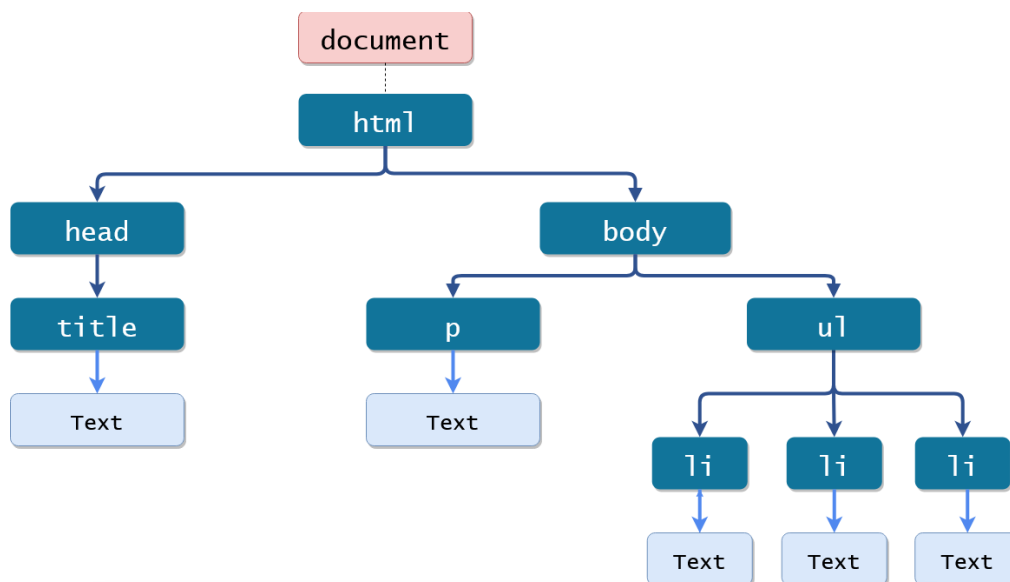 document
html
head
body
title
p
ul
Text
Text
li
li
li
Text
Text
Text